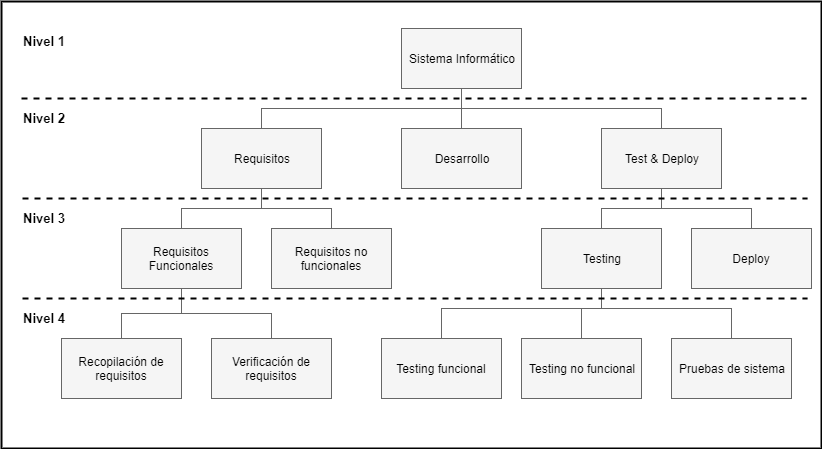 Nivel 1
Sistema Informático
Nivel 2
Requisitos
Desarrollo
Test & Deploy
Nivel 3
Requisitos
Funcionales
Requisitos no
funcionales
Testing
Deploy
Nivel 4
Recopilación de
requisitos
Verificación de
requisitos
Testing funcional
Testing no funcional
Pruebas de sistema